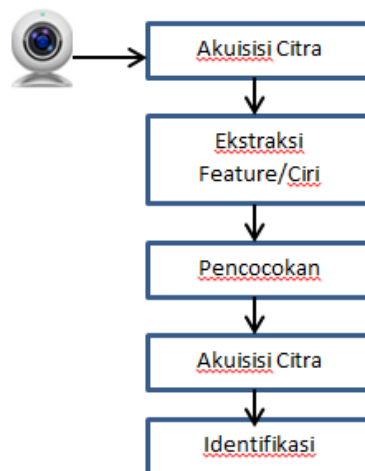 Akuisisi Citra
Ekstraksi
Feature/Ciri
Pencocokan
Akuisisi Citra
Identifikasi